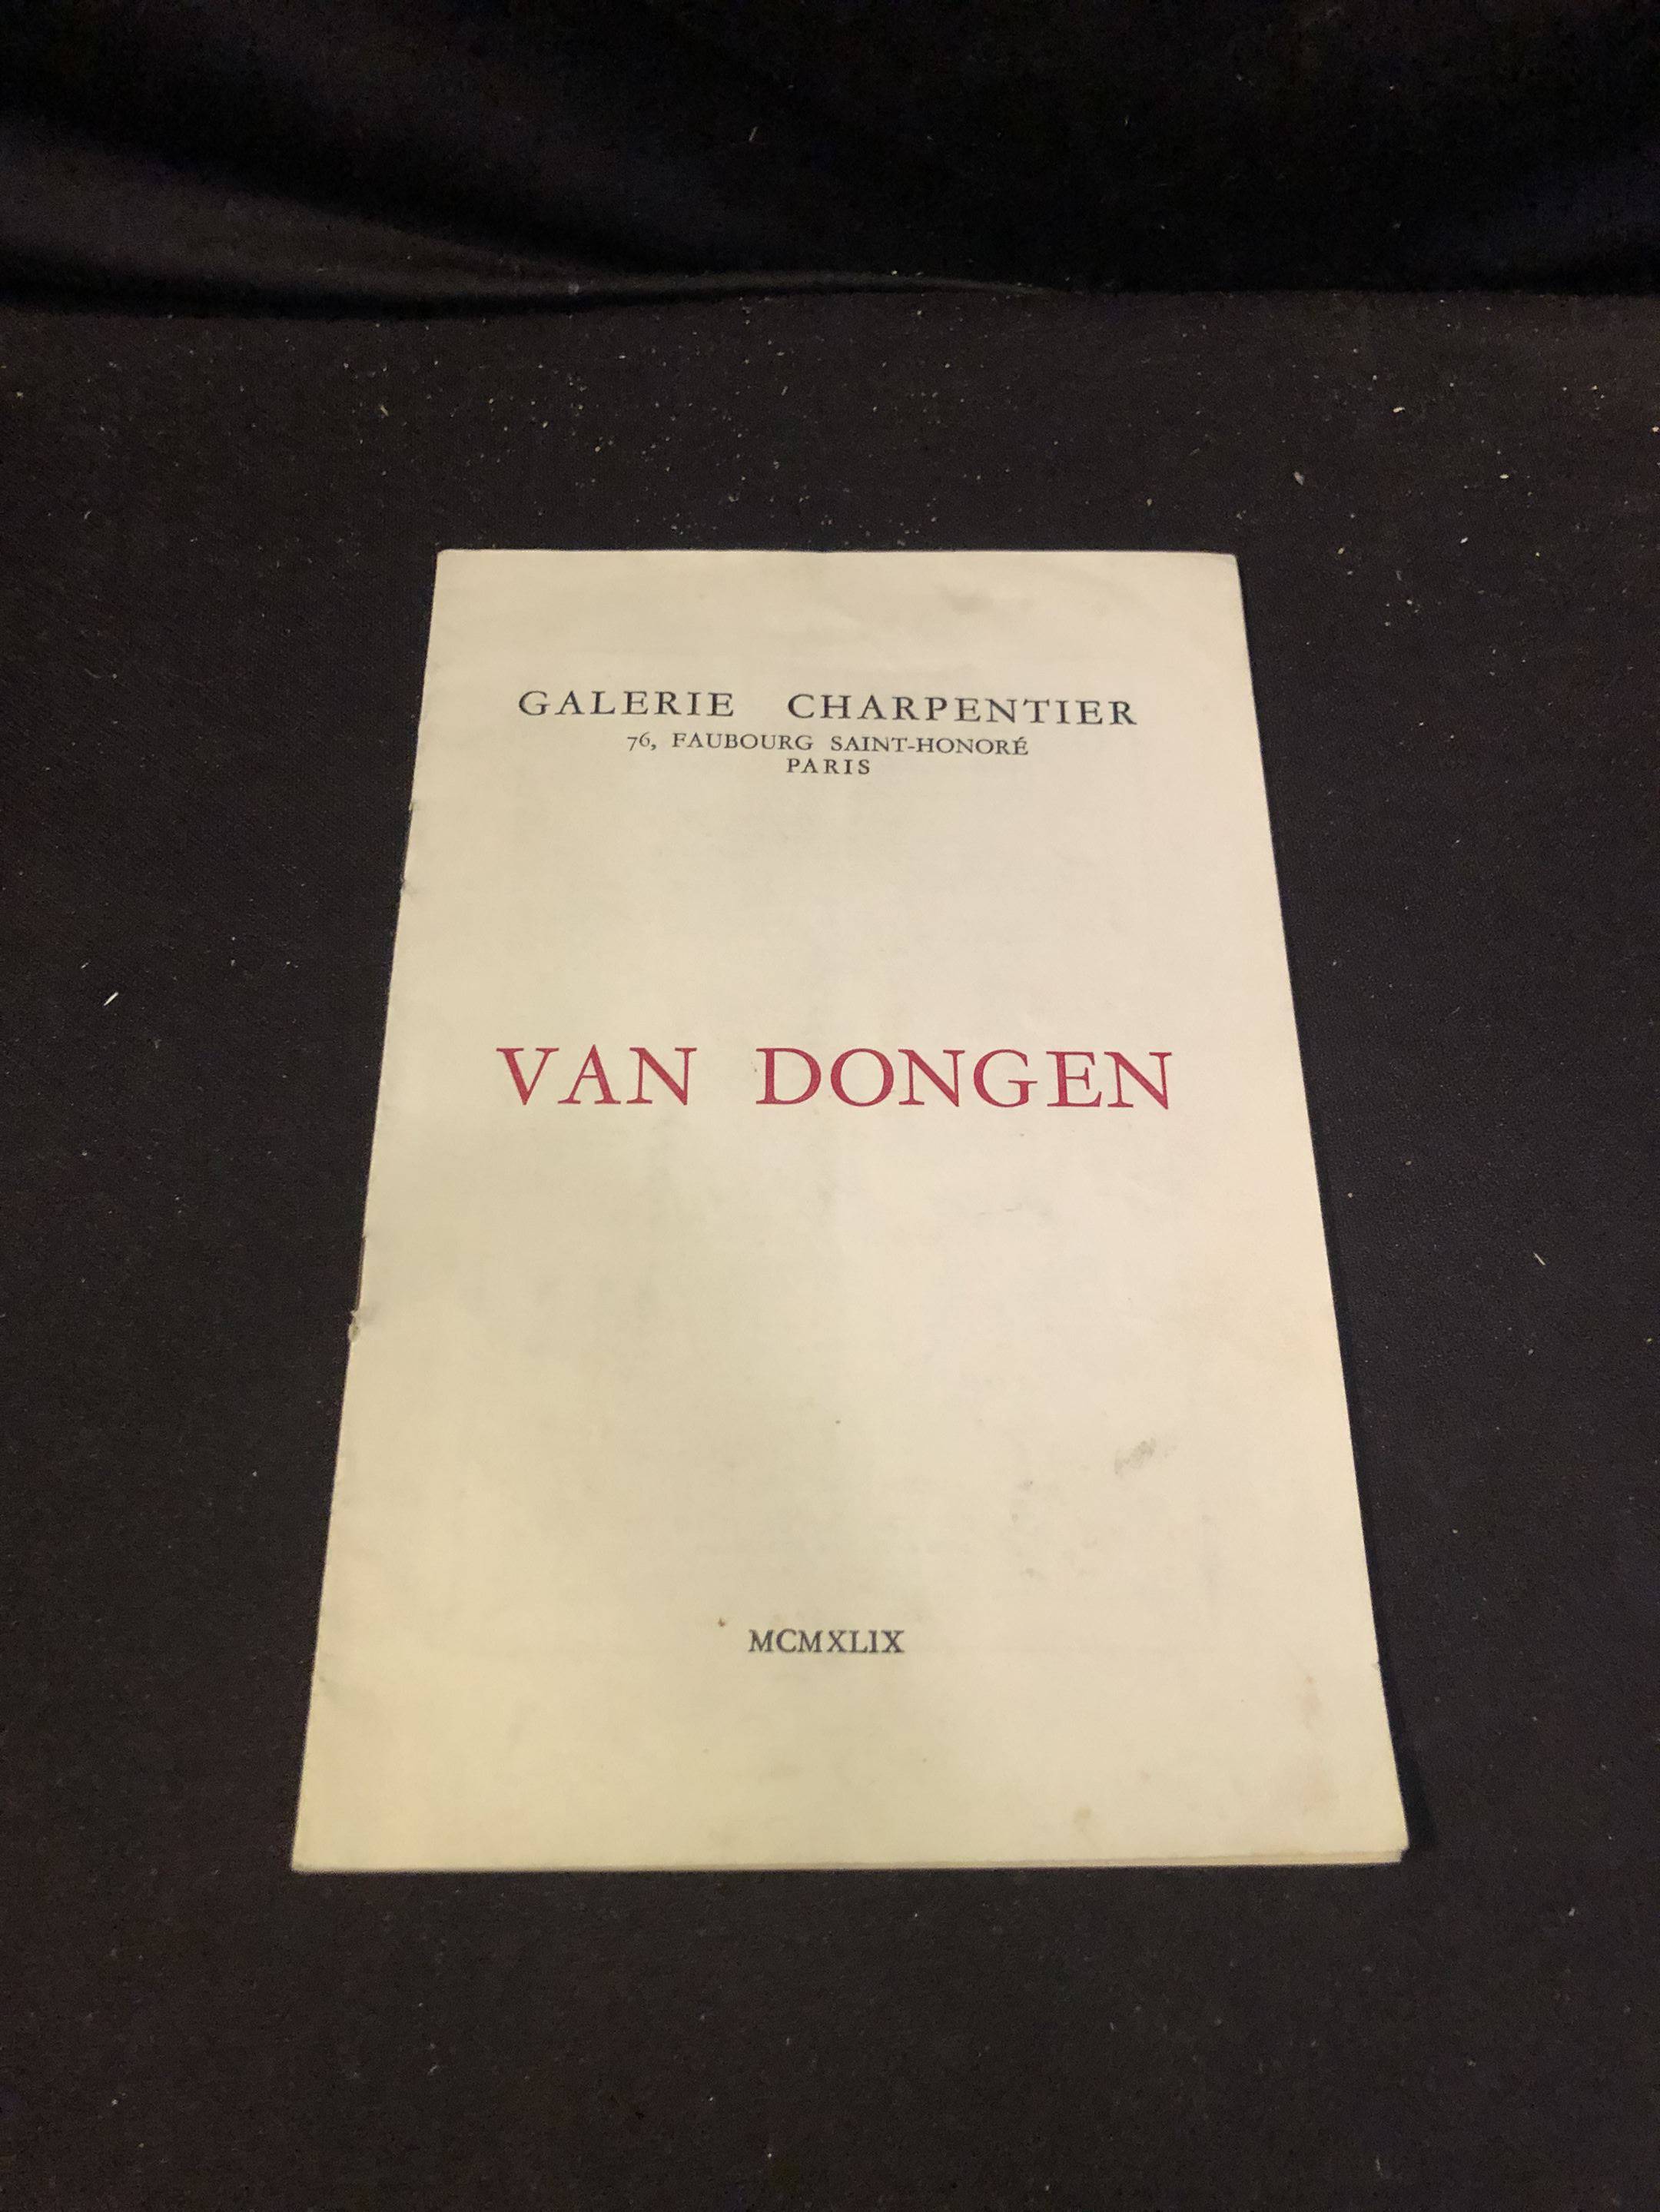 GALERIE CHARPENTIER
76, FAUBOURG SAINT-HONORÉ
PARIS
VAN DONGEN
MCMXLIX